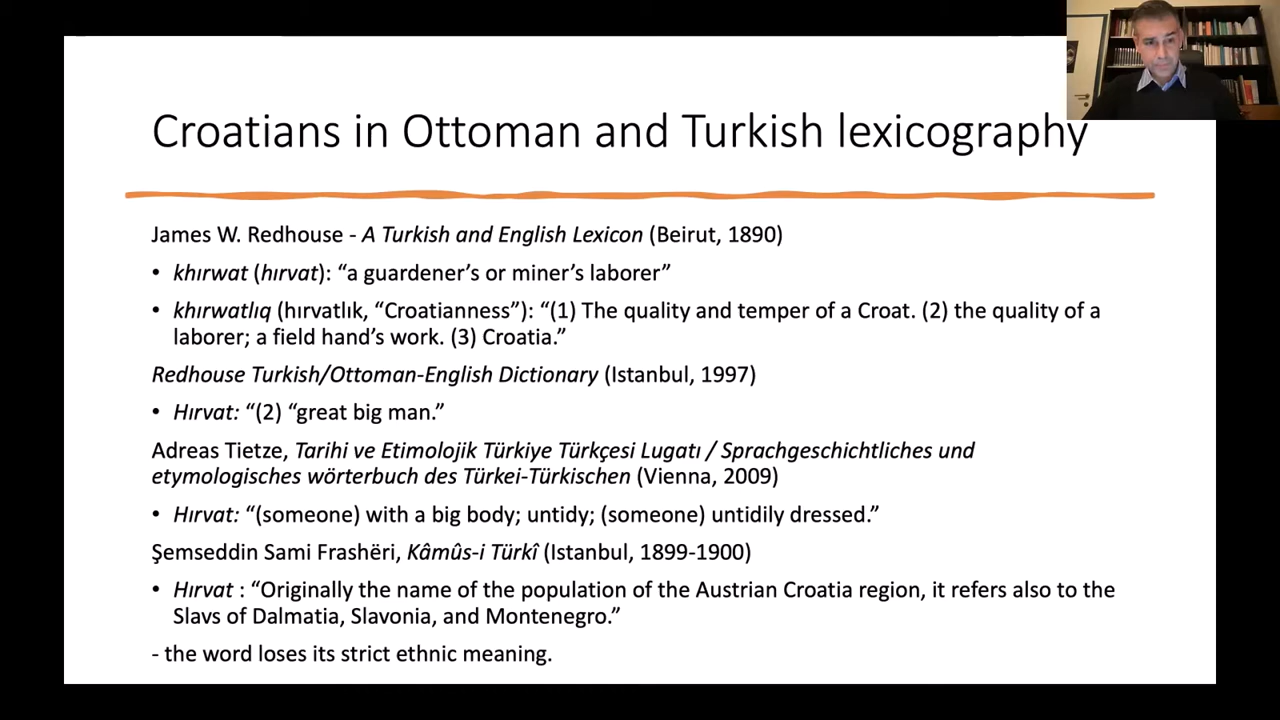 Croatians in Ottoman and Turkish lexicography
James W. Redhouse - A Turkish and English Lexicon (Beirut, 1890)
• khırwat (hırvat): “a guardener’s or miner’s laborer”
• khırwatlıq (hırvatlık, “Croatianness”): “(1) The quality and temper of a Croat. (2) the quality of a
laborer; a field hand’s work. (3) Croatia.”
Redhouse Turkish/Ottoman-English Dictionary (Istanbul, 1997)
• Hırvat: “(2) “great big man.”
Adreas Tietze, Tarihi ve Etimolojik Türkiye Türkçesi Lugatı / Sprachgeschichtliches und
etymologisches wörterbuch des Türkei-Türkischen (Vienna, 2009)
• Hırvat: “(someone) with a big body; untidy; (someone) untidily dressed.”
Şemseddin Sami Frashëri, Kâmûs-i Türkî (Istanbul, 1899-1900)
• Hırvat : “Originally the name of the population of the Austrian Croatia region, it refers also to the
Slavs of Dalmatia, Slavonia, and Montenegro.”
- the word loses its strict ethnic meaning.